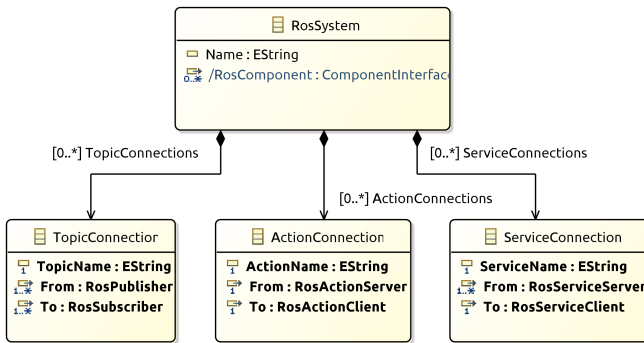 RosSystem
Name : EString
0..* /RosComponent : ComponentInterfac
[0..*] TopicConnections
[0..*] ServiceConnections
[0..*] ActionConnections
TopicConnection
1 TopicName : EString
1..* From : RosPublisher
1..* To : RosSubscriber
ActionConnection
1 ActionName : EString
1 From : RosActionServer
1 To : RosActionClient
ServiceConnection
1 ServiceName : EString
1..* From : RosServiceServer
1 To : RosServiceClient